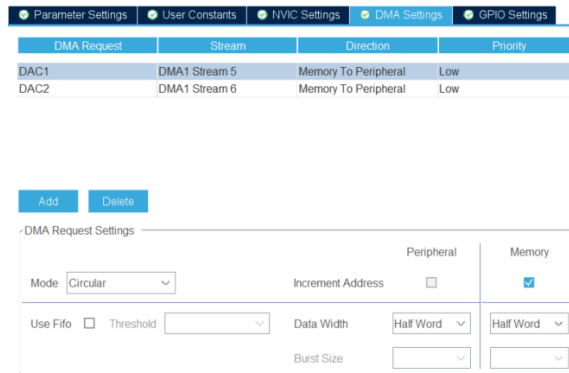 Parameter Settings User Constants NVIC Settings DMA Settings GPIO Settings
DMA Request Stream Direction Priority
DAC1 DMA1 Stream 5 Memory To Peripheral Low
DAC2 DMA1 Stream 6 Memory To Peripheral Low
Add Delete
DMA Request Settings
Peripheral Memory
Mode Circular Increment Address
Use Fifo Threshold Data Width Half Word Half Word
Burst Size